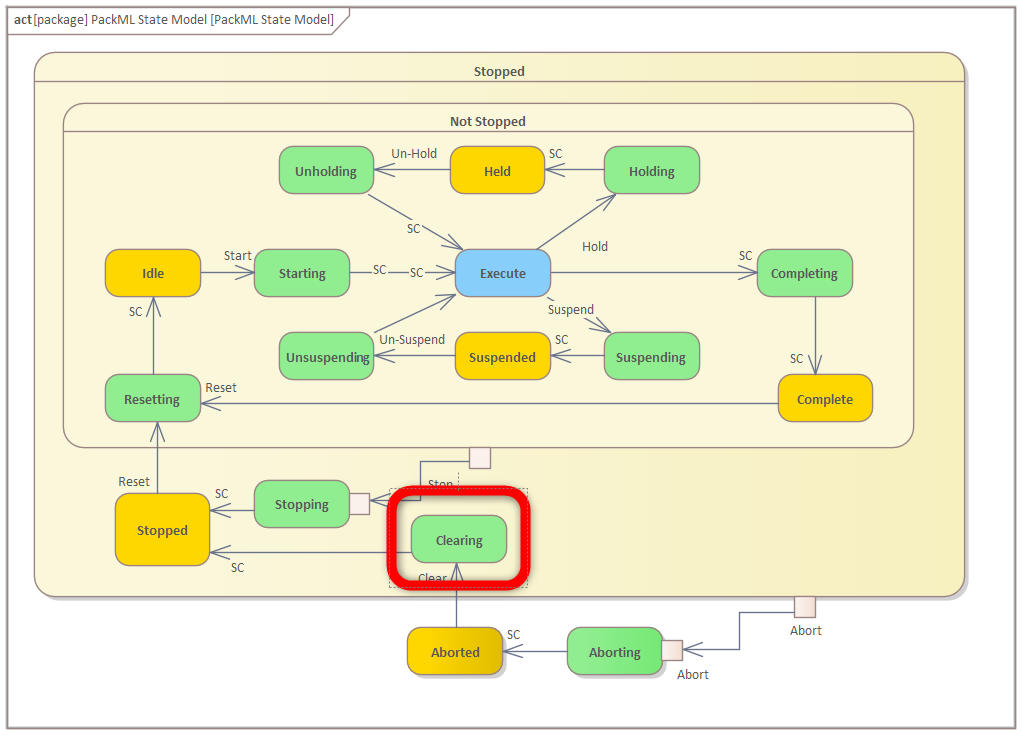 act [package] PackML State Model [PackML State Model]
Stopped
Not Stopped
Unholding
Un-Hold
Held
SC
Holding
SC
Hold
Idle
Start
Starting
SC
SC
Execute
SC
Completing
SC
Suspend
Unsuspending
Un-Suspend
Suspended
SC
Suspending
SC
Resetting
Reset
Complete
Reset
Stop
SC
Stopping
Stopped
Clearing
SC
Clear
Abort
Aborted
SC
Aborting
Abort